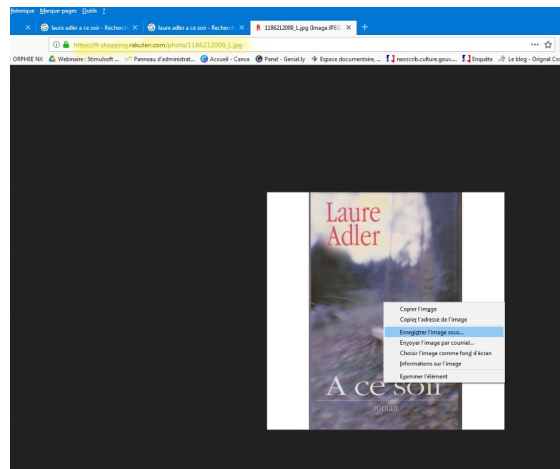 Historique Marque-pages Outils ?
laure adler a ce soir - Recherch
laure adler a ce soir - Recherch
1186212009_L.jpg (Image JPEG,
https://fr.shopping.rakuten.com/photo/1186212009_L.jpg
ORPHEE NX Webinaire : Stimulsoft ... Panneau d'administrat... Accueil - Canva Panel - Genial.ly Espace documentaire, ... neoscrib.culture.gouv.... Enquête Le blog - Orignal Co
Laure
Adler
Copier l'image
Copier l'adresse de l'image
Enregistrer l'image sous...
Envoyer l'image par courriel...
Choisir l'image comme fond d'écran
Informations sur l'image
Examiner l'élément
A ce soir
roman